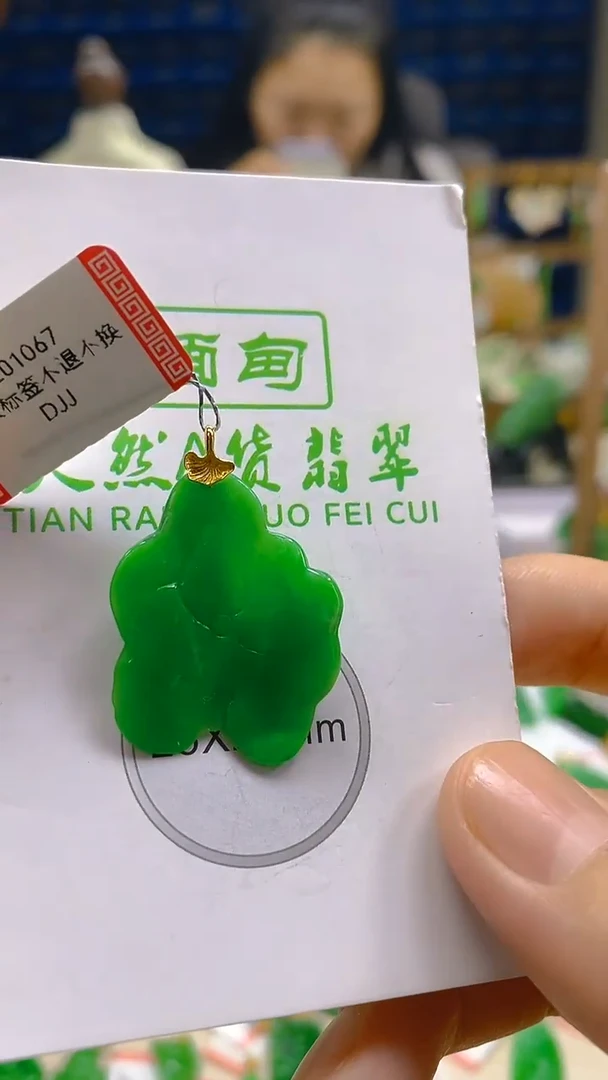 01067
标签不退不换
DJJ
甸
然 货 翡翠
TIAN RA UO FEI CUI